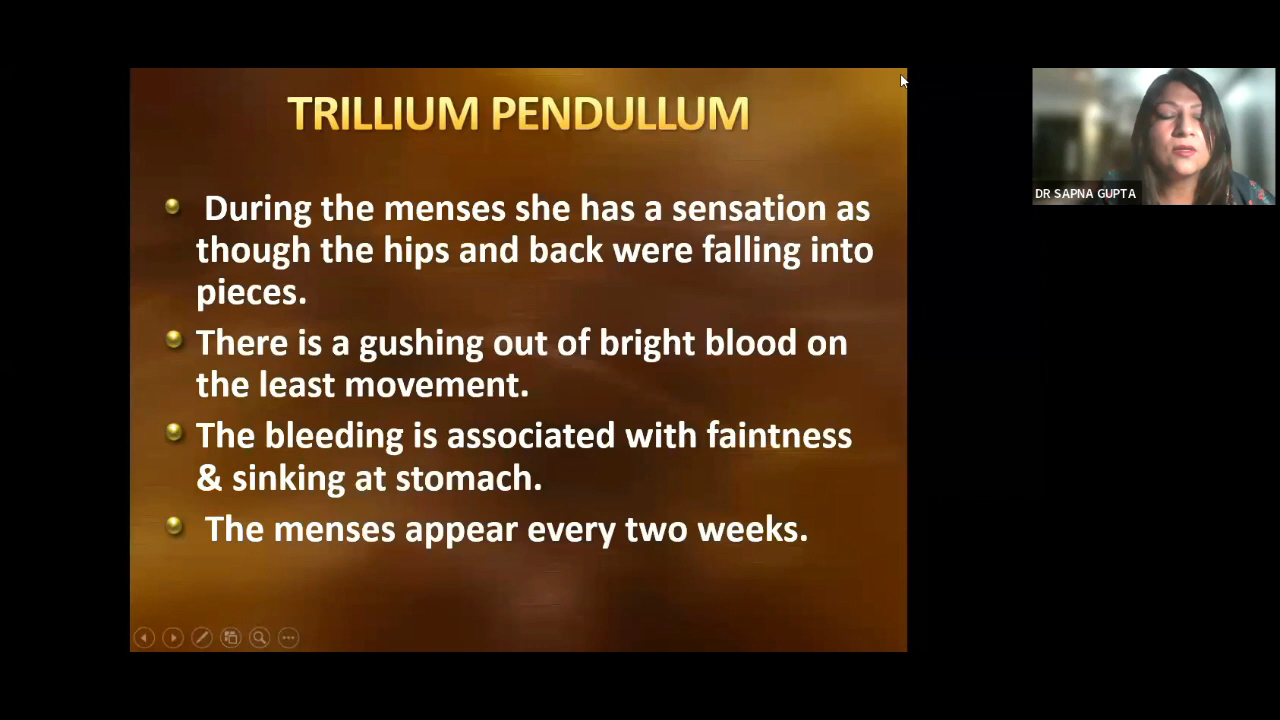 TRILLIUM PENDULLUM
During the menses she has a sensation as
though the hips and back were falling into
pieces.
There is a gushing out of bright blood on
the least movement.
The bleeding is associated with faintness
& sinking at stomach.
The menses appear every two weeks.
DR SAPNA GUPTA